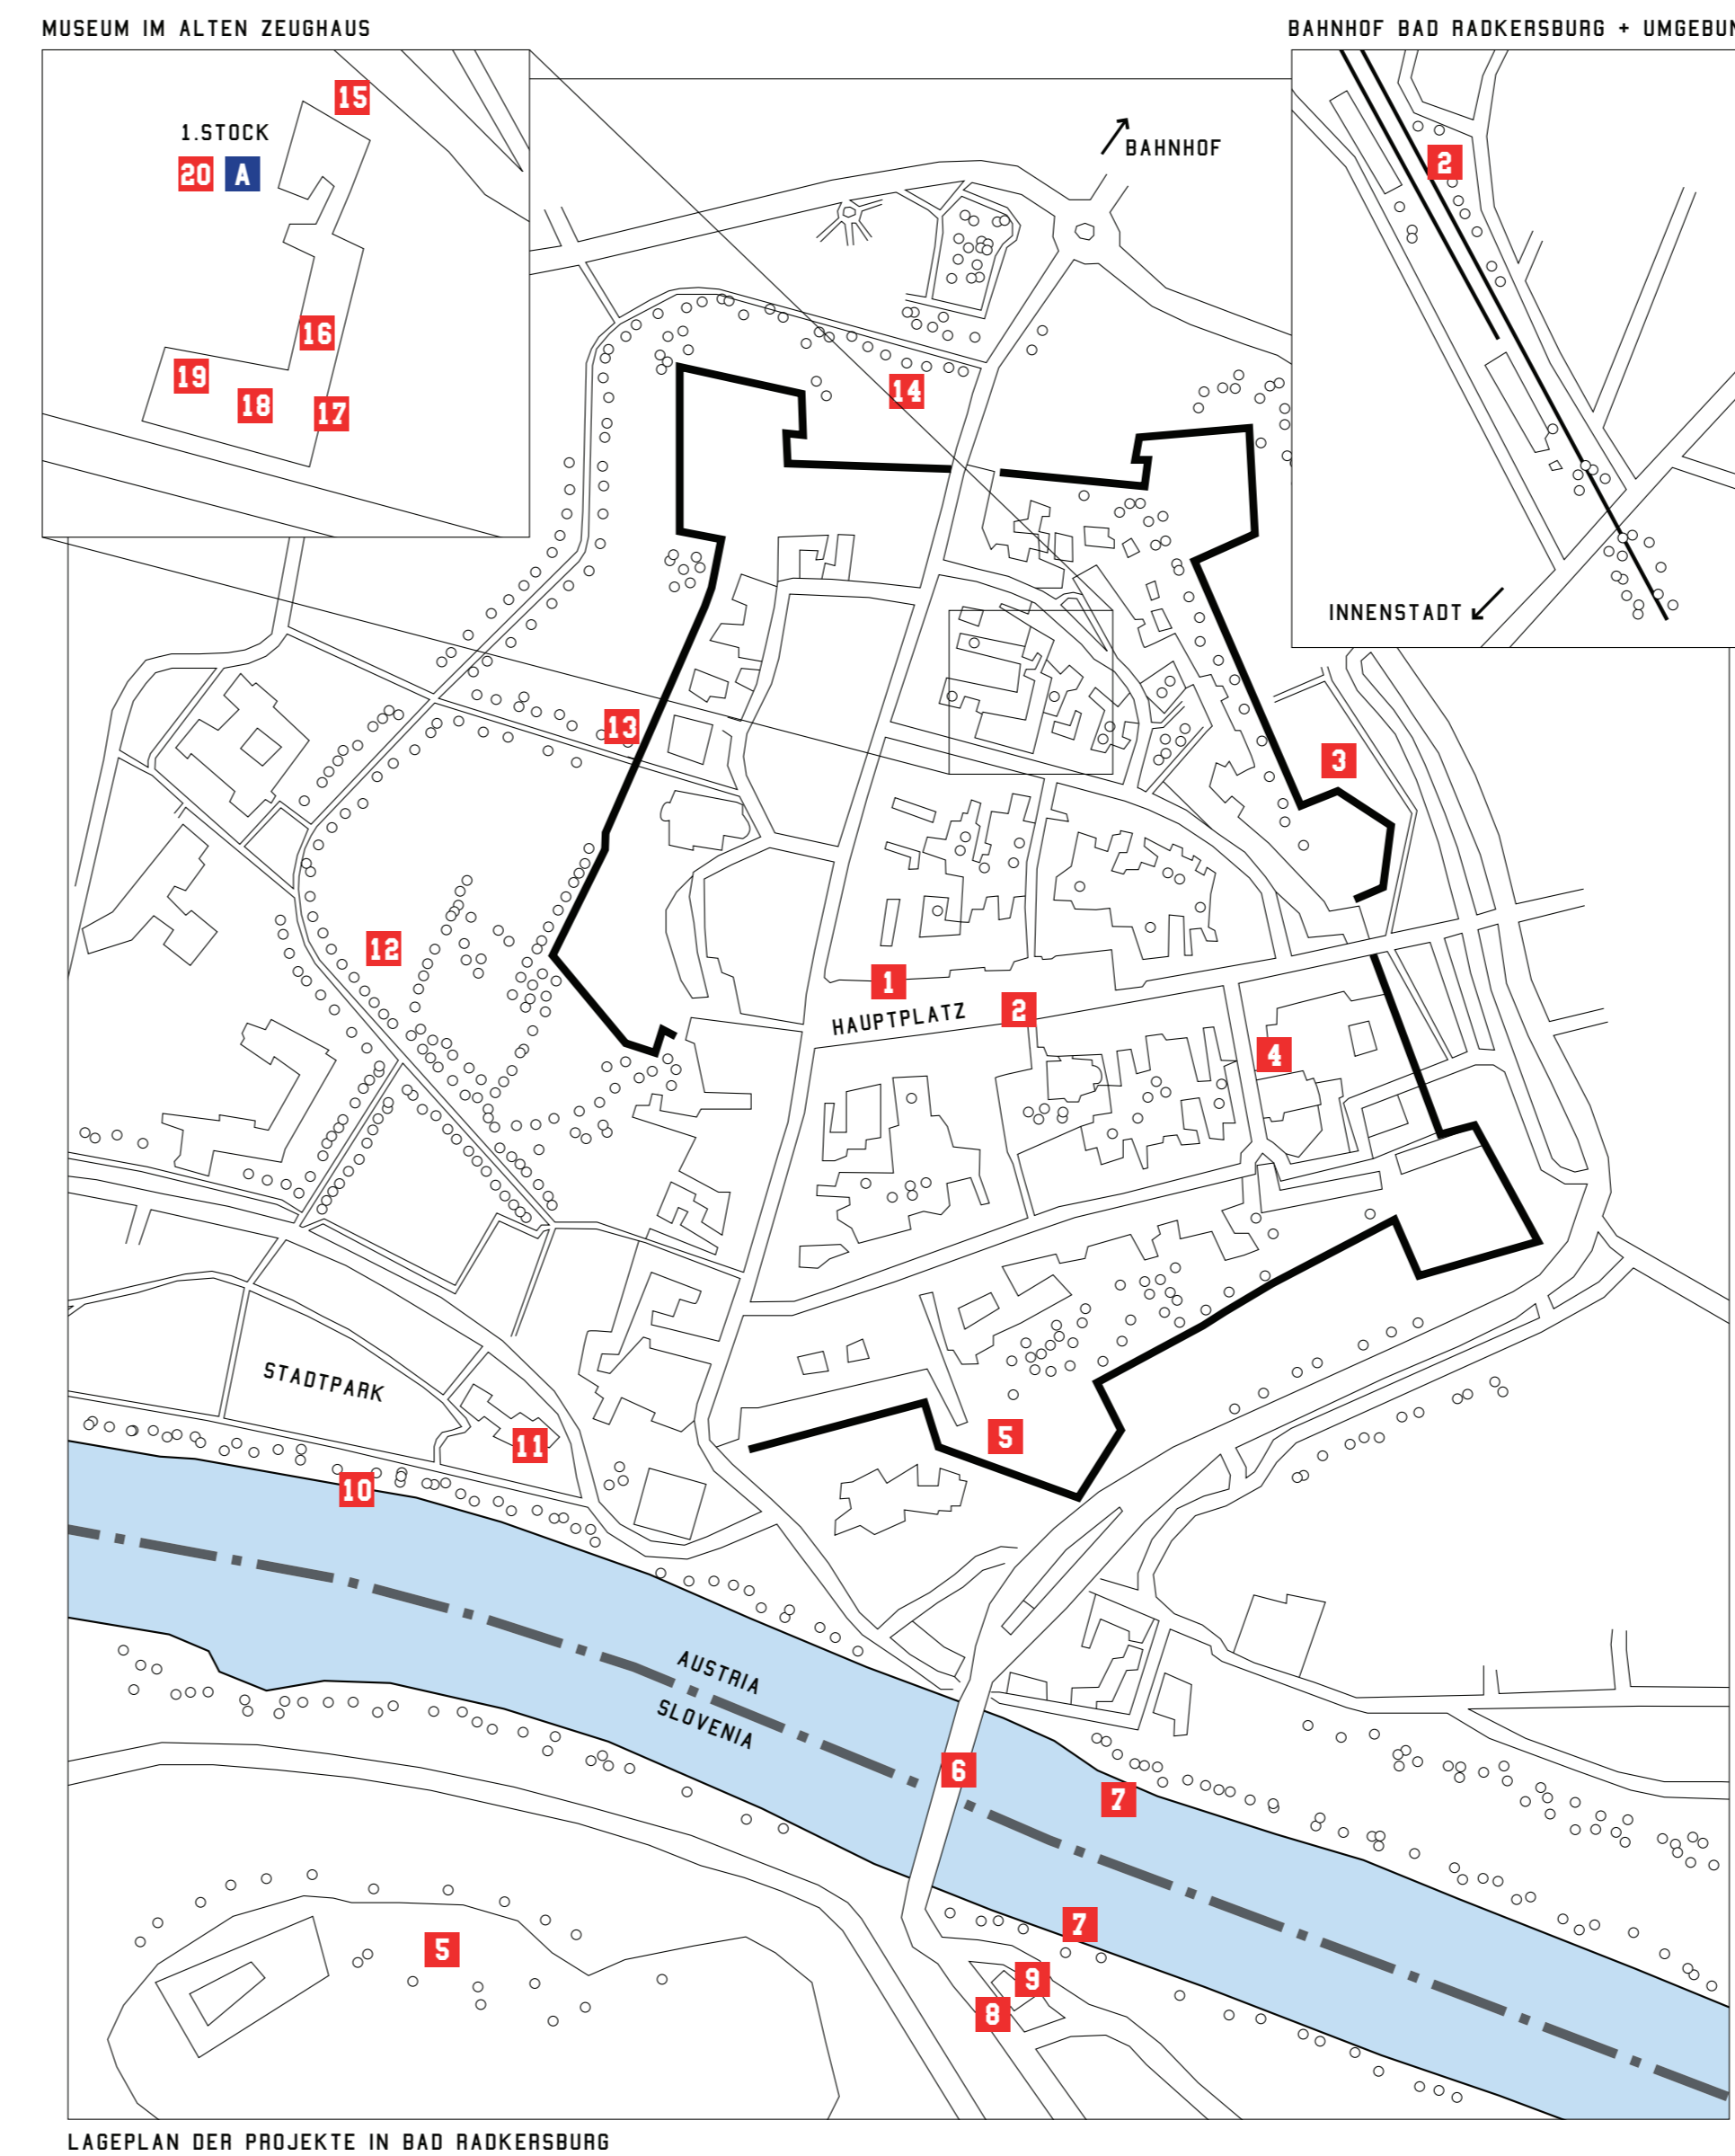 MUSEUM IM ALTEN ZEUGHAUS
BAHNHOF BAD RADKERSBURG + UMGEBUN
15
1.STOCK
20 A
16
19
18
17
BAHNHOF
2
INNENSTADT
14
13
3
12
1
HAUPTPLATZ
2
4
STADTPARK
5
11
10
AUSTRIA
SLOVENIA
6
7
7
5
9
8
LAGEPLAN DER PROJEKTE IN BAD RADKERSBURG